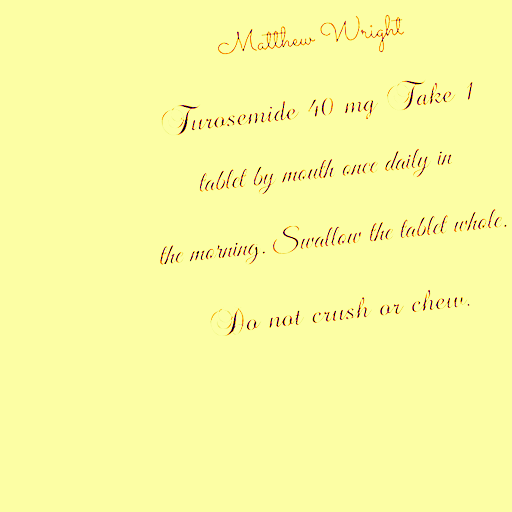 Matthew Wright
Furosemide 40 mg Take 1
tablet by mouth once daily in
the morning. Swallow the tablet whole.
Do not crush or chew.